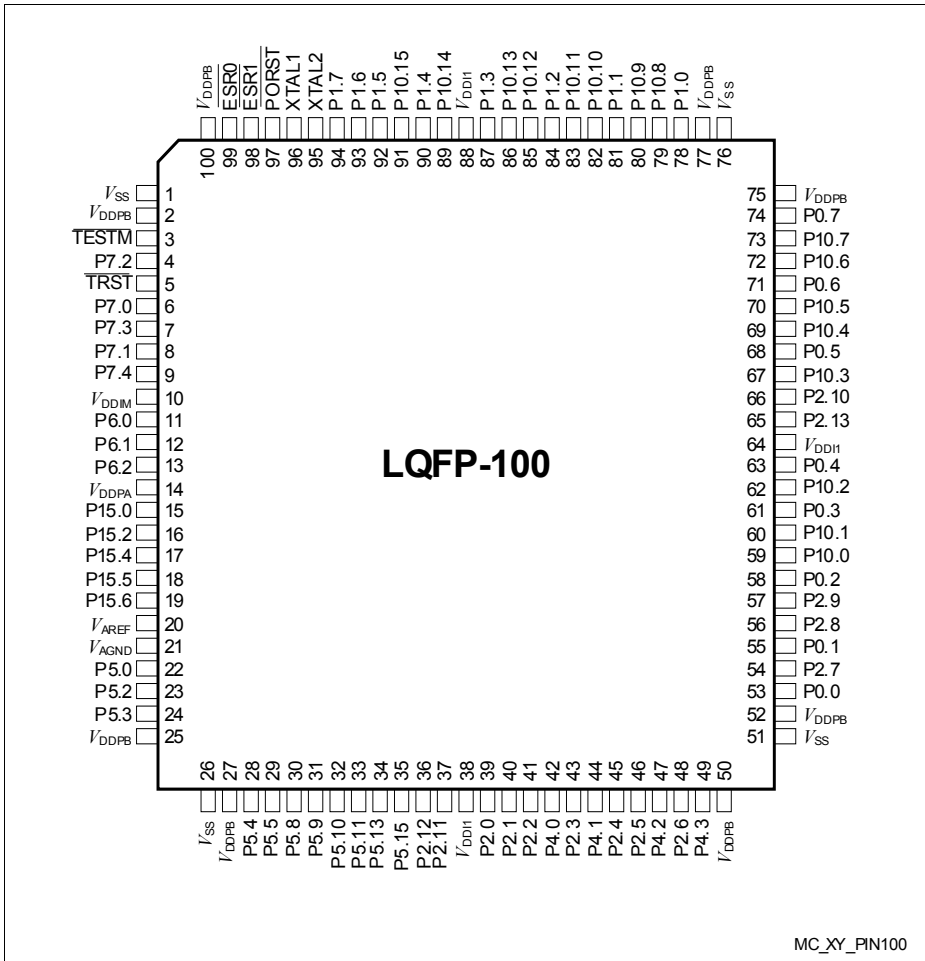 VDDPB
ESR0
ESR1
PORST
XTAL1
XTAL2
P1.7
P1.6
P1.5
P10.15
P1.4
P10.14
VDDI1
P1.3
P10.13
P10.12
P1.2
P10.11
P10.10
P1.1
P10.9
P10.8
P1.0
VDDPB
VSS
100 99 98 97 96 95 94 93 92 91 90 89 88 87 86 85 84 83 82 81 80 79 78 77 76
VSS 1
VDDPB 2
TESTM 3
P7.2 4
TRST 5
P7.0 6
P7.3 7
P7.1 8
P7.4 9
VDDIM 10
P6.0 11
P6.1 12
P6.2 13
VDDPA 14
P15.0 15
P15.2 16
P15.4 17
P15.5 18
P15.6 19
VAREF 20
VAGND 21
P5.0 22
P5.2 23
P5.3 24
VDDPB 25
LQFP-100
75 VDDPB
74 P0.7
73 P10.7
72 P10.6
71 P0.6
70 P10.5
69 P10.4
68 P0.5
67 P10.3
66 P2.10
65 P2.13
64 VDDI1
63 P0.4
62 P10.2
61 P0.3
60 P10.1
59 P10.0
58 P0.2
57 P2.9
56 P2.8
55 P0.1
54 P2.7
53 P0.0
52 VDDPB
51 VSS
26 27 28 29 30 31 32 33 34 35 36 37 38 39 40 41 42 43 44 45 46 47 48 49 50
VSS
VDDPB
P5.4
P5.5
P5.8
P5.9
P5.10
P5.11
P5.13
P5.15
P2.12
P2.11
VDDI1
P2.0
P2.1
P2.2
P4.0
P2.3
P4.1
P2.4
P2.5
P4.2
P2.6
P4.3
VDDPB
MC_XY_PIN100